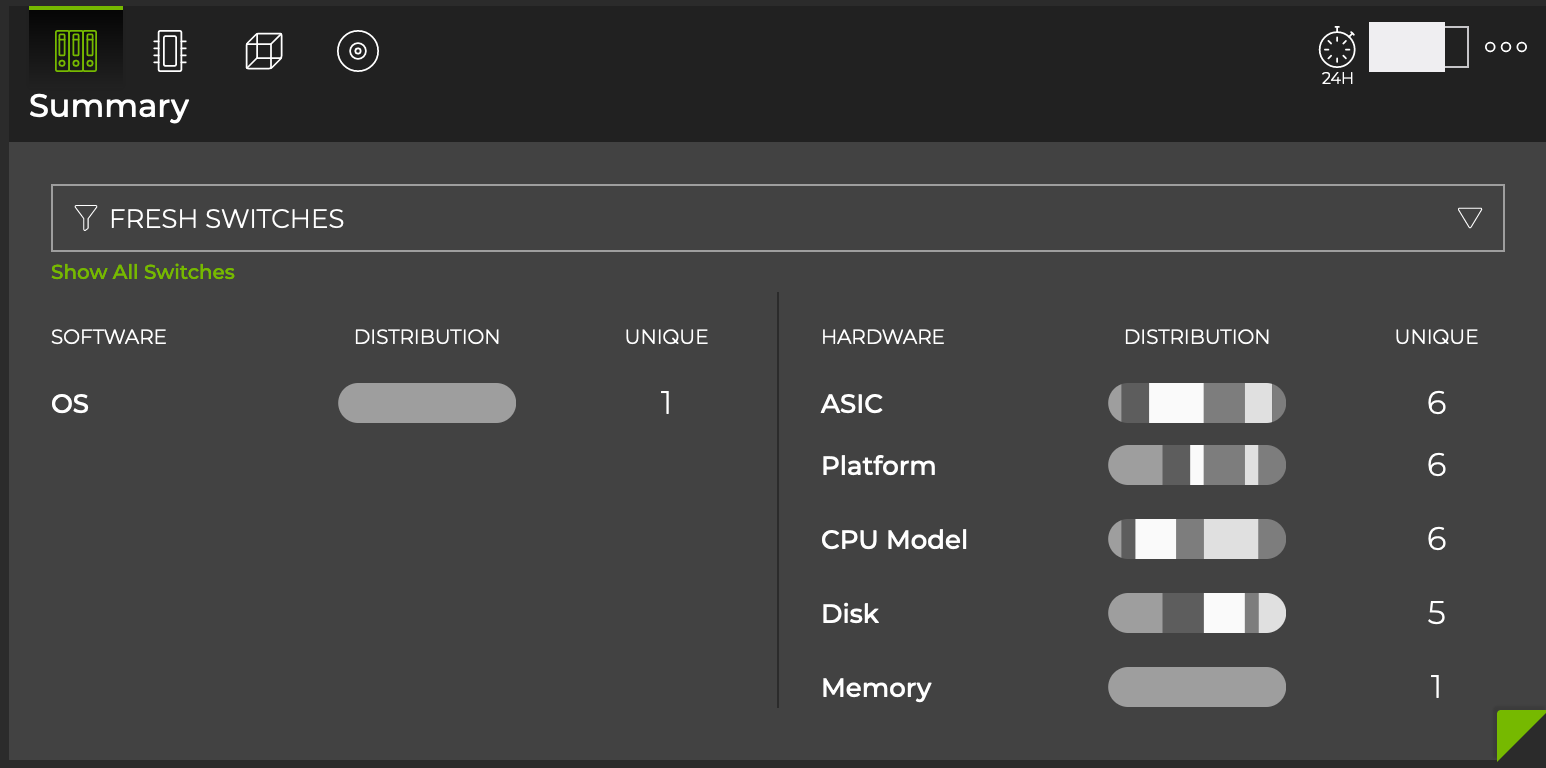 24H
Summary
FRESH SWITCHES
Show All Switches
SOFTWARE DISTRIBUTION UNIQUE
OS 1
HARDWARE DISTRIBUTION UNIQUE
ASIC 6
Platform 6
CPU Model 6
Disk 5
Memory 1